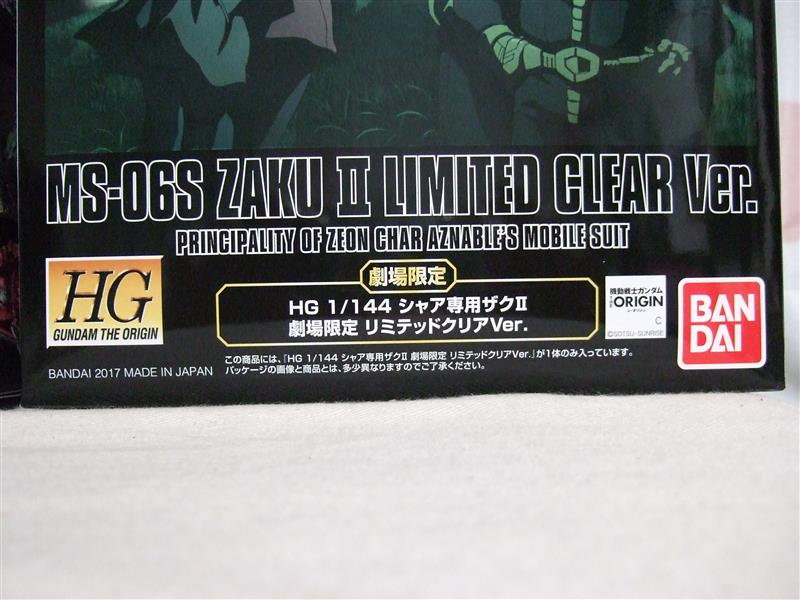 MS-06S ZAKU II LIMITED CLEAR Ver.
PRINCIPALITY OF ZEON CHAR AZNABLE'S MOBILE SUIT
HG
GUNDAM THE ORIGIN
劇場限定
HG 1/144 シャア専用ザクII
劇場限定 リミテッドクリアVer.
機動戦士ガンダム
THE ORIGIN
C
©SOTSU・SUNRISE
BAN
DAI
BANDAI 2017 MADE IN JAPAN
この商品には、「HG 1/144 シャア専用ザクII 劇場限定 リミテッドクリアVer.」が1体のみ入っています。
パッケージの画像と商品とは、多少異なりますのでご了承ください。